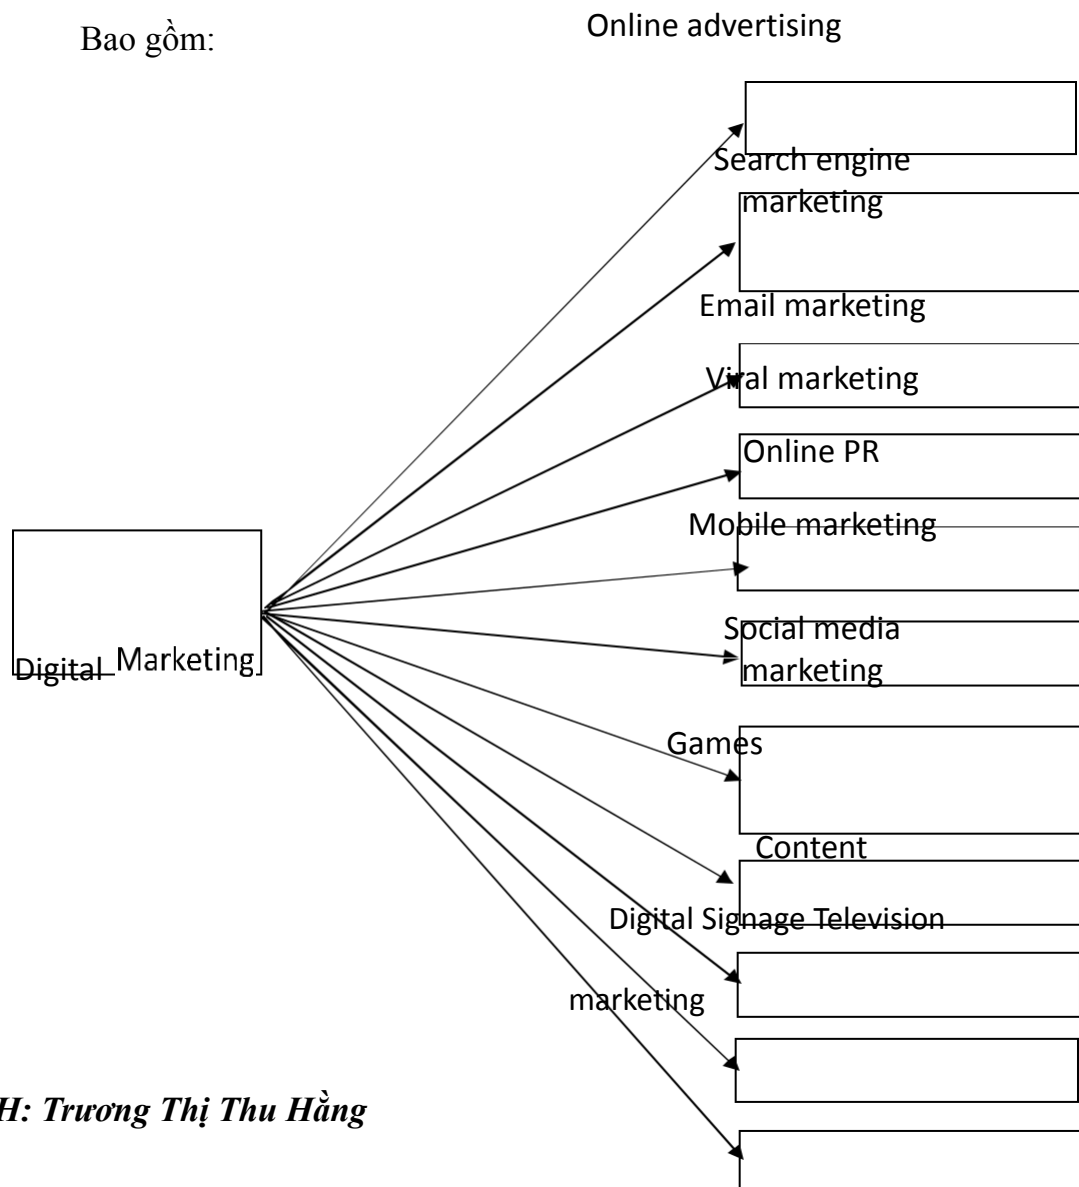 Online advertising
Bao gồm:
Search engine
marketing
Email marketing
Viral marketing
Online PR
Mobile marketing
Social media
marketing
Digital Marketing
Games
Content
Digital Signage Television
marketing
H: Trương Thị Thu Hằng